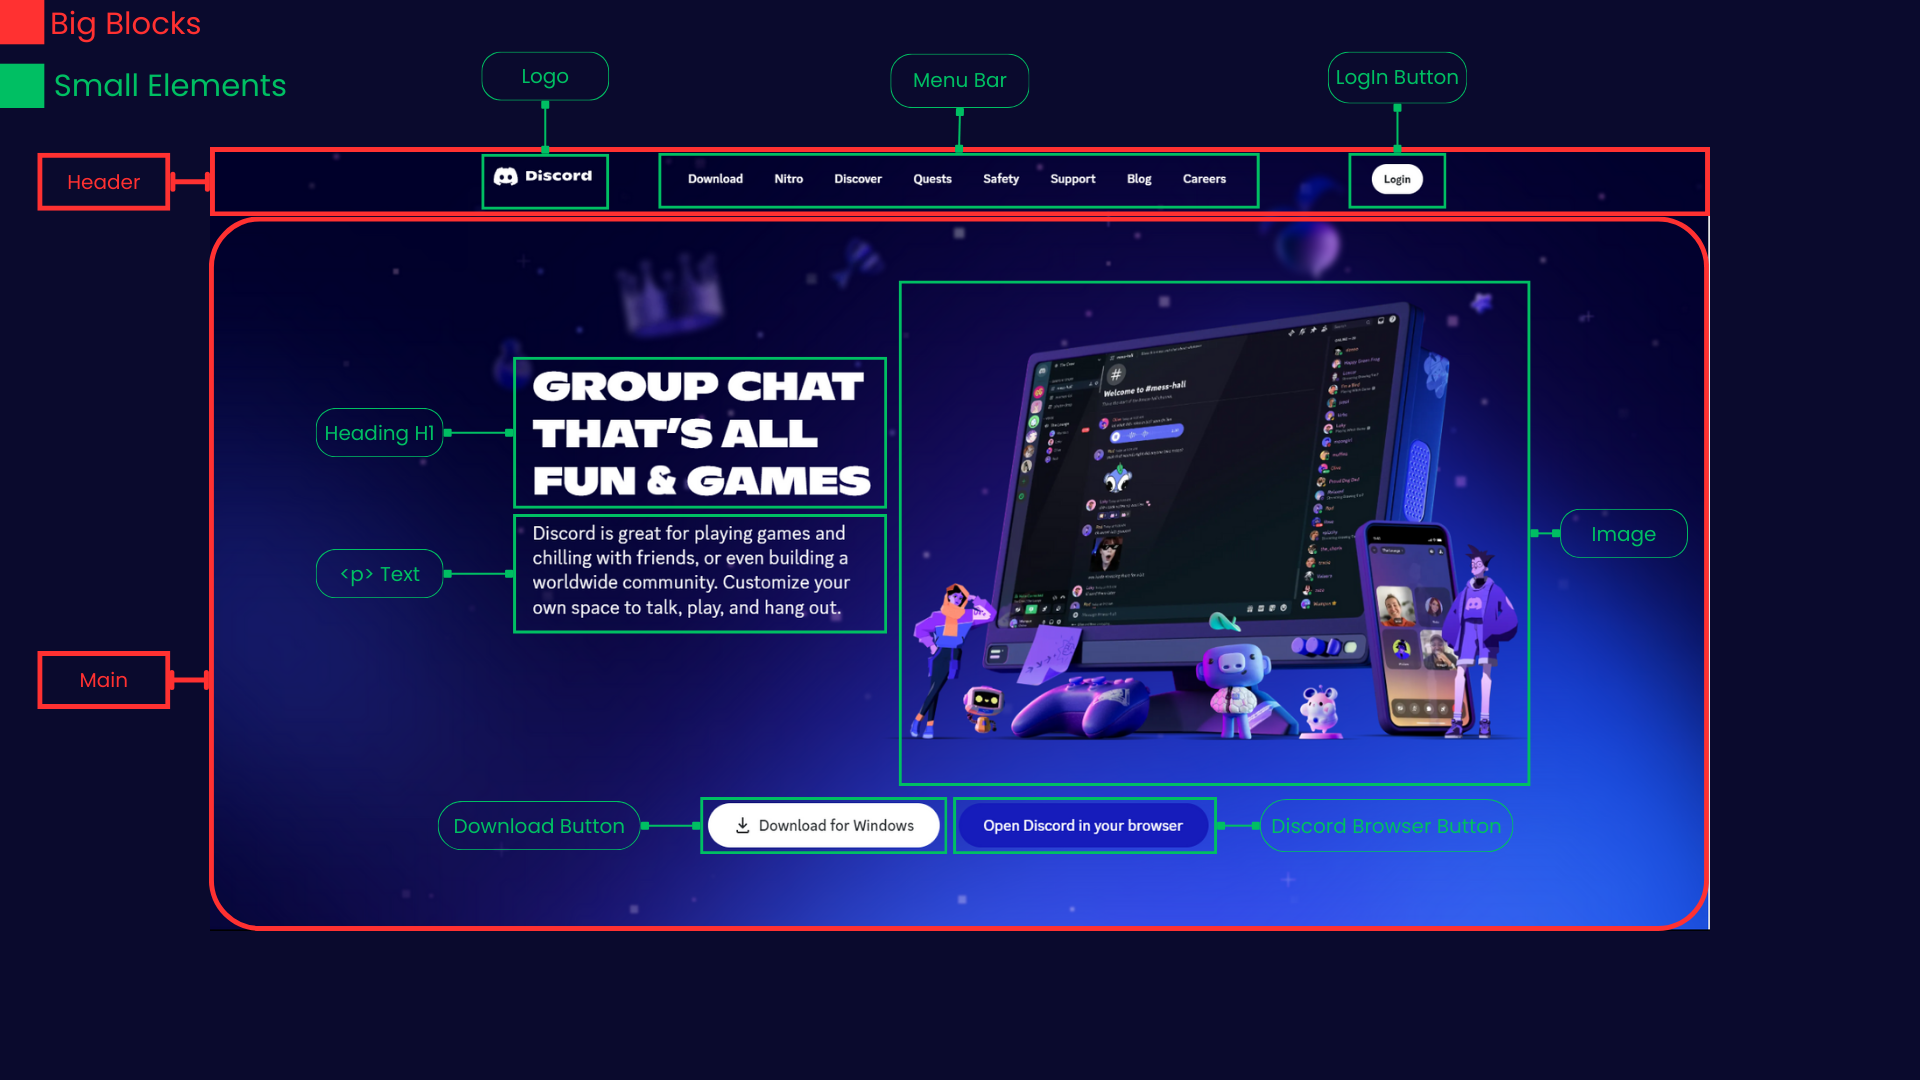 Big Blocks
Small Elements
Logo
Menu Bar
LogIn Button
Header
Discord
Download Nitro Discover Quests Safety Support Blog Careers
Login
GROUP CHAT
THAT'S ALL
FUN & GAMES
Heading H1
Discord is great for playing games and
chilling with friends, or even building a
worldwide community. Customize your
own space to talk, play, and hang out.
<p> Text
#
Welcome to #mess-hall
Image
Main
Download Button
Download for Windows
Open Discord in your browser
Discord Browser Button